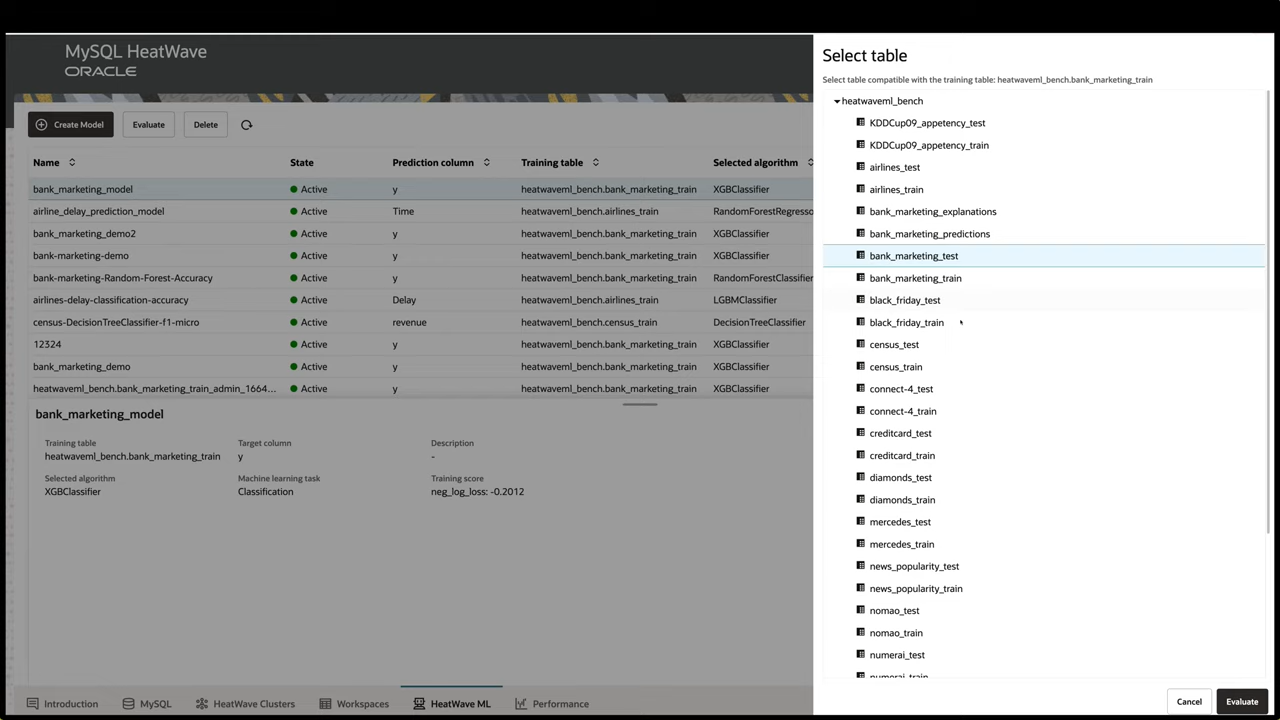 MySQL HeatWave
ORACLE
Create Model
Evaluate
Delete
Name State Prediction column Training table Selected algorithm
bank_marketing_model Active y heatwaveml_bench.bank_marketing_train XGBClassifier
airline_delay_prediction_model Active Time heatwaveml_bench.airlines_train RandomForestRegresso
bank_marketing_demo2 Active y heatwaveml_bench.bank_marketing_train XGBClassifier
bank-marketing-demo Active y heatwaveml_bench.bank_marketing_train XGBClassifier
bank-marketing-Random-Forest-Accuracy Active y heatwaveml_bench.bank_marketing_train RandomForestClassifie
airlines-delay-classification-accuracy Active Delay heatwaveml_bench.airlines_train LGBMClassifier
census-DecisionTreeClassifier-f1-micro Active revenue heatwaveml_bench.census_train DecisionTreeClassifier
12324 Active y heatwaveml_bench.bank_marketing_train XGBClassifier
bank_marketing_demo Active y heatwaveml_bench.bank_marketing_train XGBClassifier
heatwaveml_bench.bank_marketing_train_admin_1664... Active y heatwaveml_bench.bank_marketing_train XGBClassifier
bank_marketing_model
Training table Target column Description
heatwaveml_bench.bank_marketing_train y -
Selected algorithm Machine learning task Training score
XGBClassifier Classification neg_log_loss: -0.2012
Introduction MySQL HeatWave Clusters Workspaces HeatWave ML Performance
Select table
Select table compatible with the training table: heatwaveml_bench.bank_marketing_train
heatwaveml_bench
KDDCup09_appetency_test
KDDCup09_appetency_train
airlines_test
airlines_train
bank_marketing_explanations
bank_marketing_predictions
bank_marketing_test
bank_marketing_train
black_friday_test
black_friday_train
census_test
census_train
connect-4_test
connect-4_train
creditcard_test
creditcard_train
diamonds_test
diamonds_train
mercedes_test
mercedes_train
news_popularity_test
news_popularity_train
nomao_test
nomao_train
numerai_test
numerai_train
Cancel Evaluate